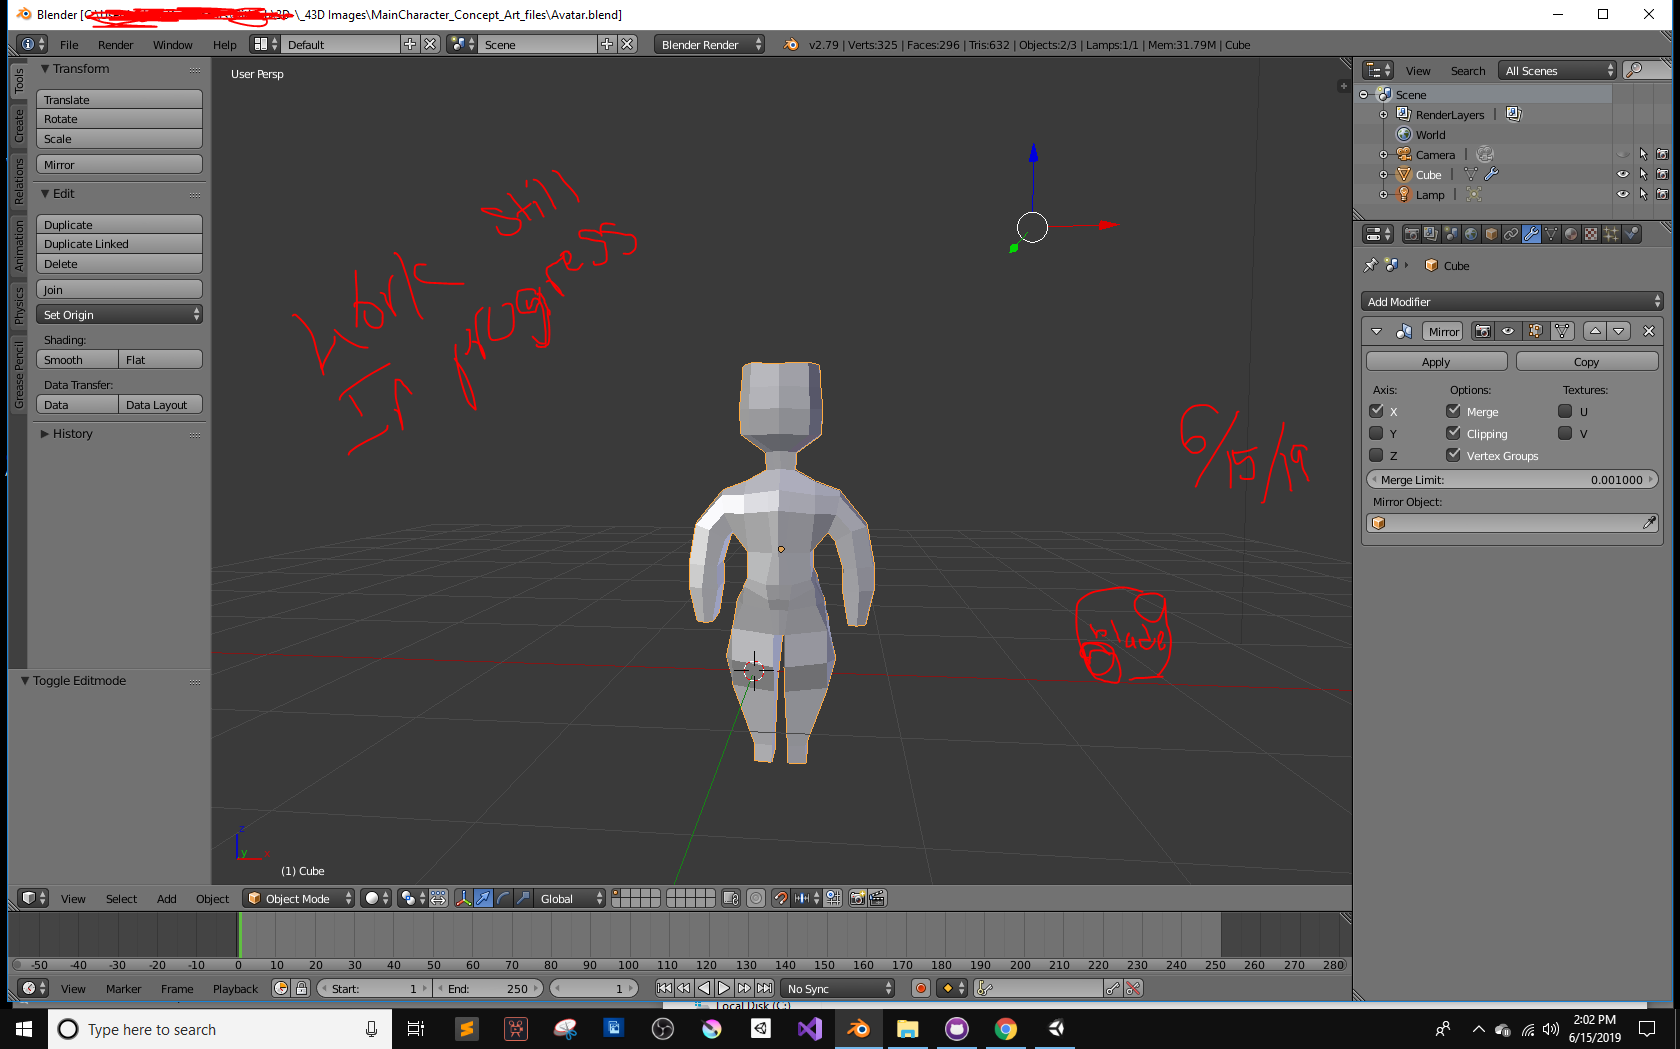 Blender
\_43D Images\MainCharacter_Concept_Art_files\Avatar.blend]
File Render Window Help Default Scene Blender Render v2.79 | Verts:325 | Faces:296 | Tris:632 | Objects:2/3 | Lamps:1/1 | Mem:31.79M | Cube
Tools
Create
Relations
Animation
Physics
Grease Pencil
Transform
Translate
Rotate
Scale
Mirror
Edit
Duplicate
Duplicate Linked
Delete
Join
Set Origin
Shading:
Smooth Flat
Data Transfer:
Data Data Layout
History
Toggle Editmode
User Persp
Work still
In progress
6/15/19
blade
z
y
x
(1) Cube
View Search All Scenes
Scene
RenderLayers
World
Camera
Cube
Lamp
Cube
Add Modifier
Mirror
Apply Copy
Axis: Options: Textures:
X Merge U
Y Clipping V
Z Vertex Groups
Merge Limit: 0.001000
Mirror Object:
View Select Add Object Object Mode Global
-50 -40 -30 -20 -10 0 10 20 30 40 50 60 70 80 90 100 110 120 130 140 150 160 170 180 190 200 210 220 230 240 250 260 270 280
View Marker Frame Playback Start: 1 End: 250 1 No Sync
Local Disk (C:)
Type here to search
2:02 PM
6/15/2019